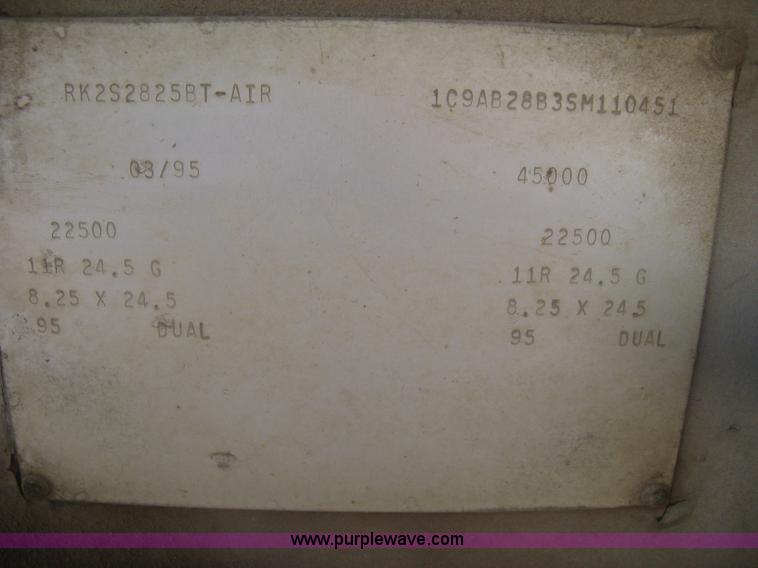 RK2S2825BT-AIR 1C9AB28B3SM110451
03/95 45000
22500 22500
11R 24.5 G 11R 24.5 G
8.25 X 24.5 8.25 X 24.5
95 DUAL 95 DUAL
www.purplewave.com